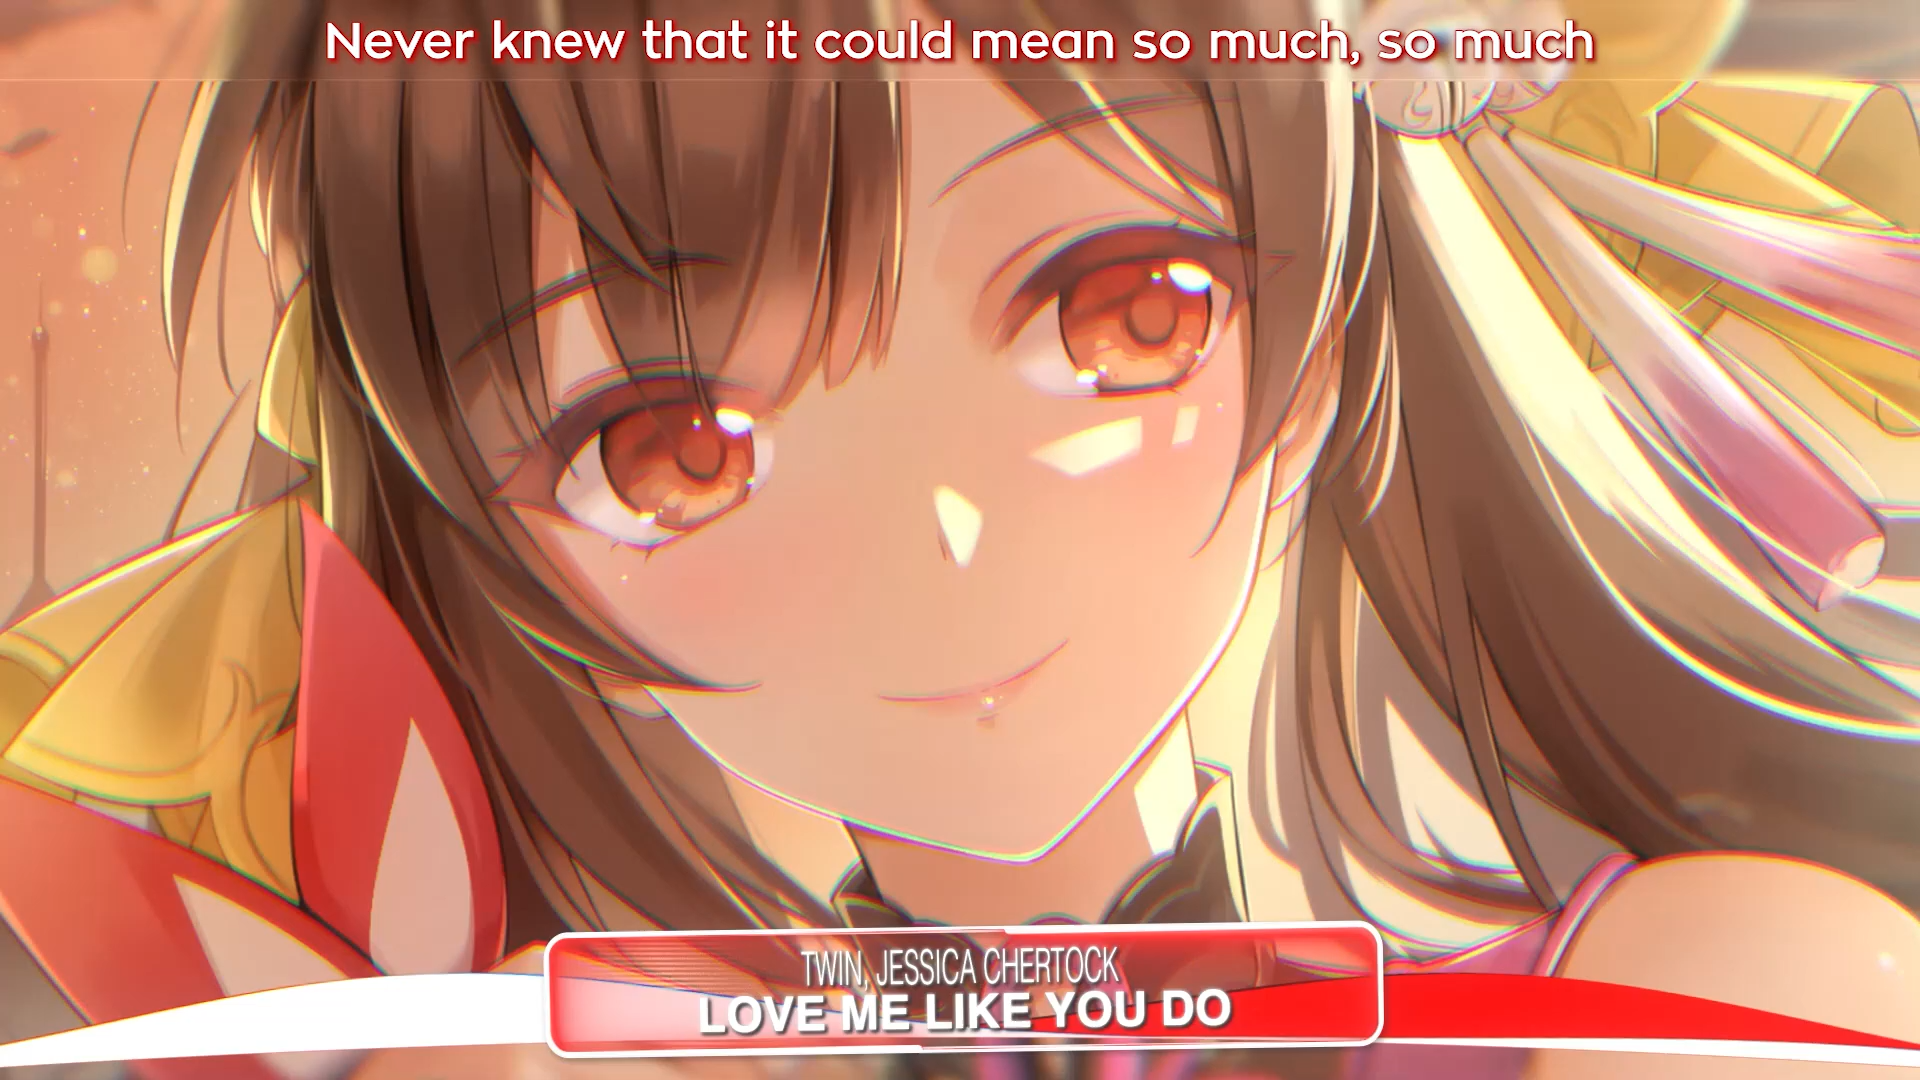 Never knew that it could mean so much, so much
TWIN, JESSICA CHERTOCK
LOVE ME LIKE YOU DO